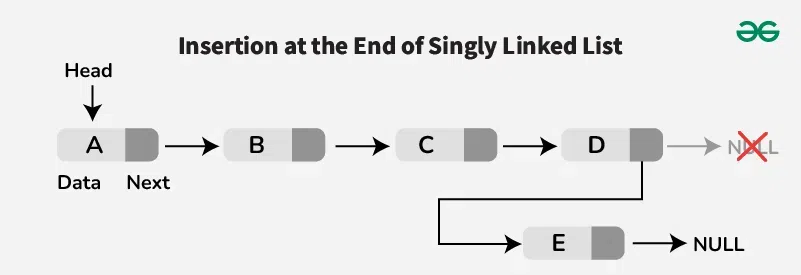 Insertion at the End of Singly Linked List
Head
A B C D NULL
Data Next
E NULL